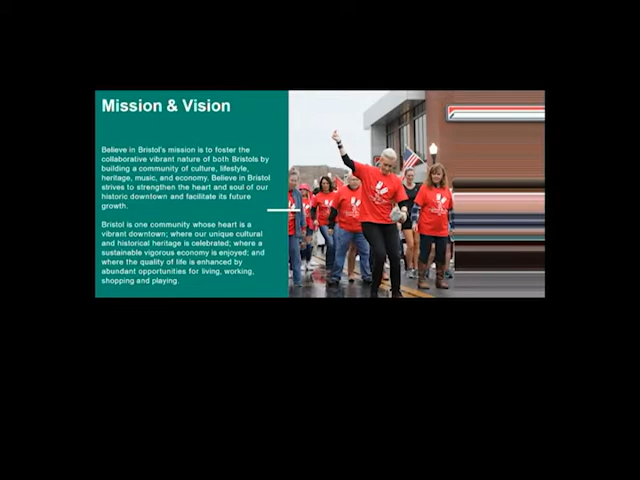 Mission & Vision
Believe in Bristol's mission is to foster the
collaborative vibrant nature of both Bristols by
building a community of culture, lifestyle,
heritage, music, and economy. Believe in Bristol
strives to strengthen the heart and soul of our
historic downtown and facilitate its future
growth.
Bristol is one community whose heart is a
vibrant downtown; where our unique cultural
and historical heritage is celebrated; where a
sustainable vigorous economy is enjoyed; and
where the quality of life is enhanced by
abundant opportunities for living, working,
shopping and playing.